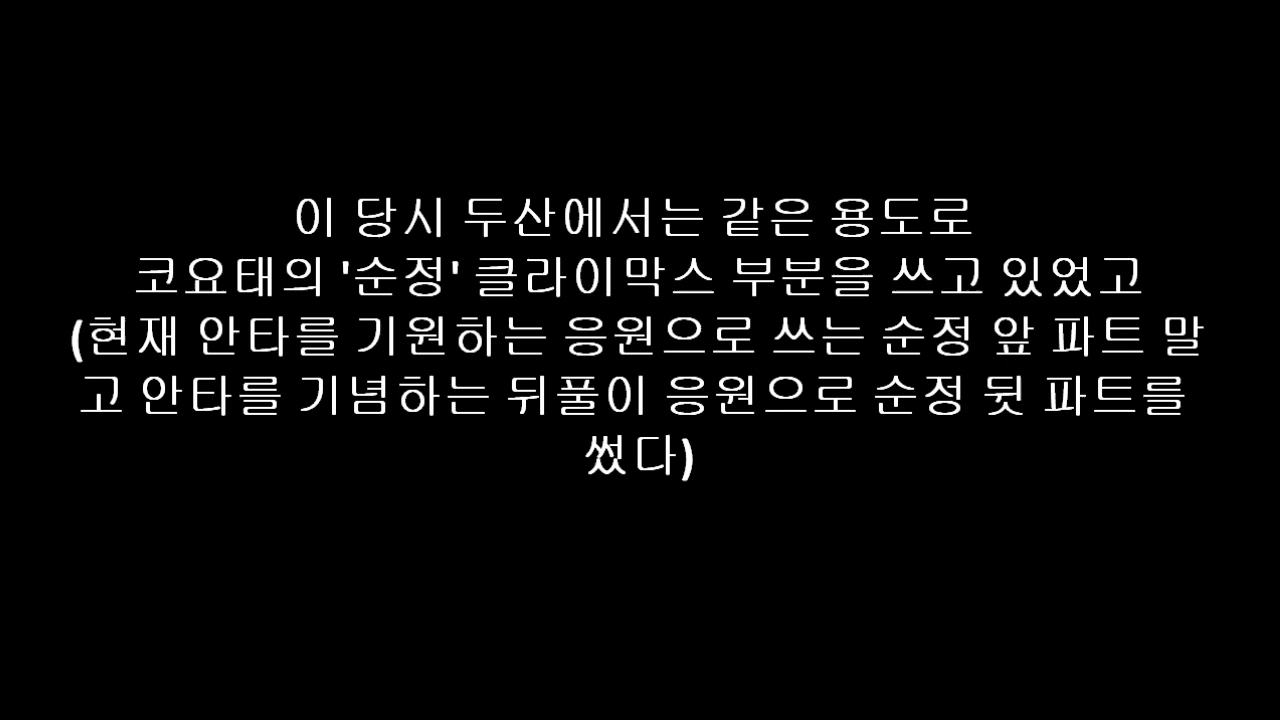 이 당시 두산에서는 같은 용도로
코요태의 '순정' 클라이막스 부분을 쓰고 있었고
(현재 안타를 기원하는 응원으로 쓰는 순정 앞 파트 말
고 안타를 기념하는 뒤풀이 응원으로 순정 뒷 파트를
썼다)